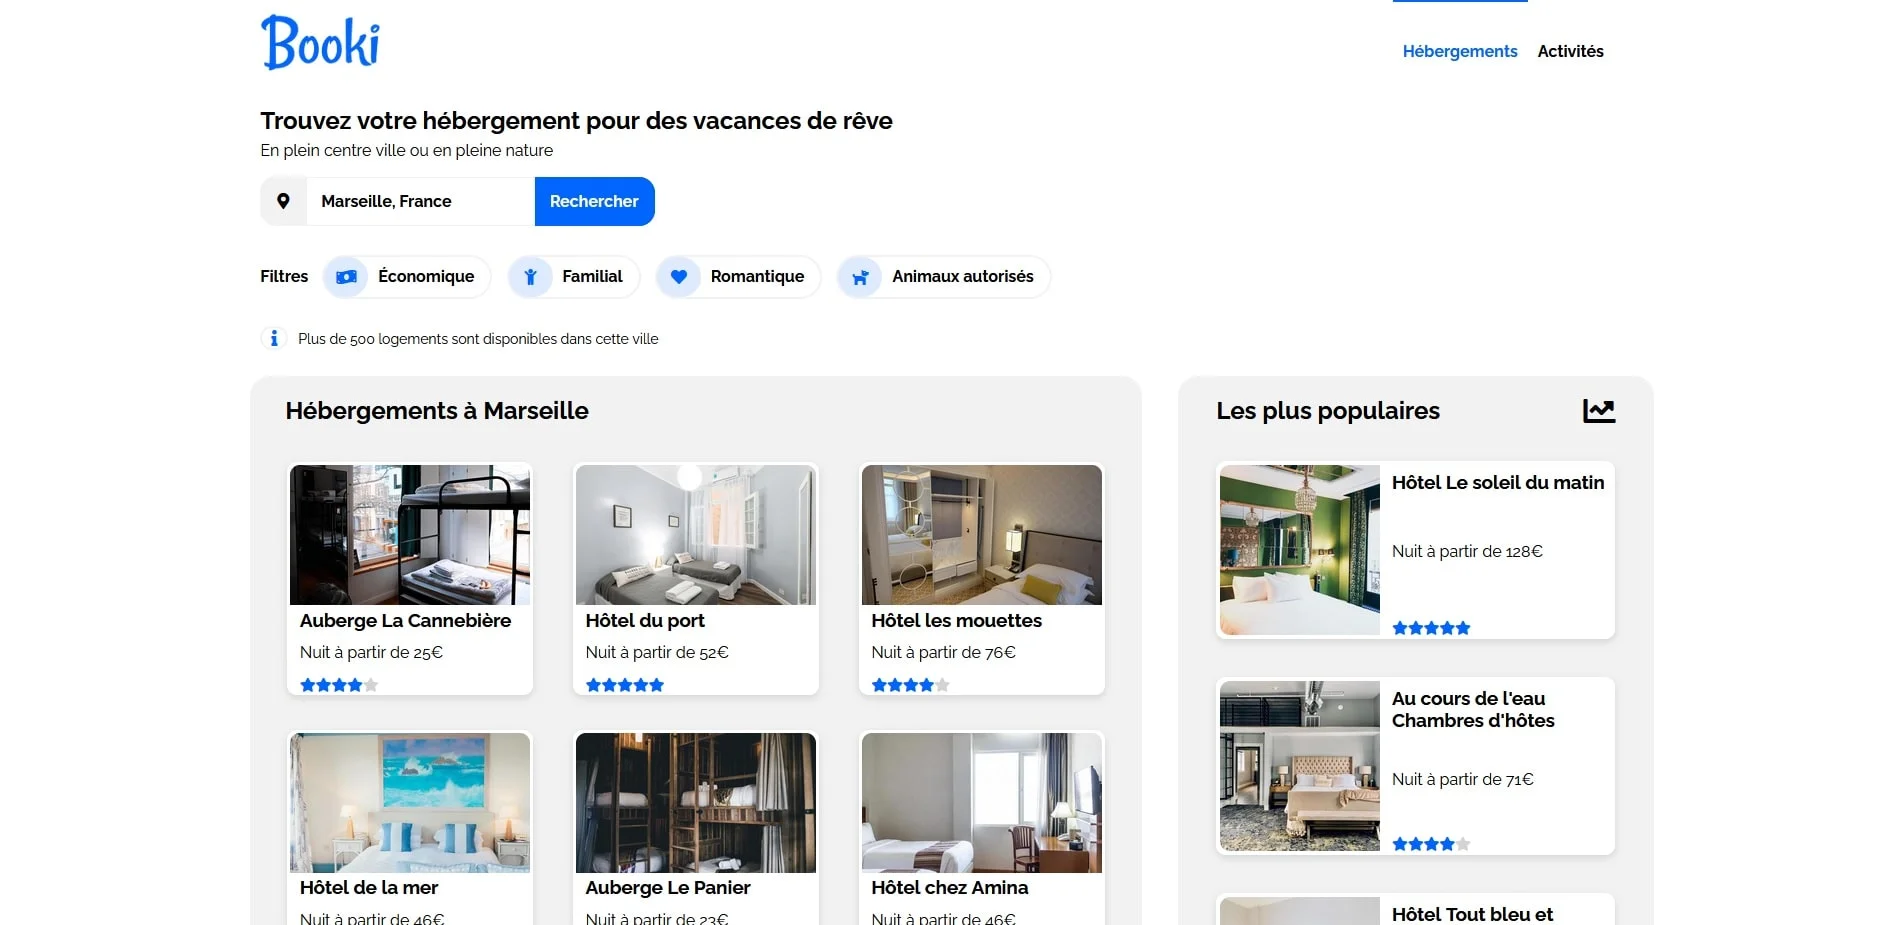 Booki
Hébergements Activités
Trouvez votre hébergement pour des vacances de rêve
En plein centre ville ou en pleine nature
Marseille, France
Rechercher
Filtres
Économique
Familial
Romantique
Animaux autorisés
Plus de 500 logements sont disponibles dans cette ville
Hébergements à Marseille
Auberge La Cannebière
Nuit à partir de 25€
Hôtel du port
Nuit à partir de 52€
Hôtel les mouettes
Nuit à partir de 76€
Hôtel de la mer
Nuit à partir de 46€
Auberge Le Panier
Nuit à partir de 23€
Hôtel chez Amina
Nuit à partir de 46€
Les plus populaires
Hôtel Le soleil du matin
Nuit à partir de 128€
Au cours de l'eau
Chambres d'hôtes
Nuit à partir de 71€
Hôtel Tout bleu et